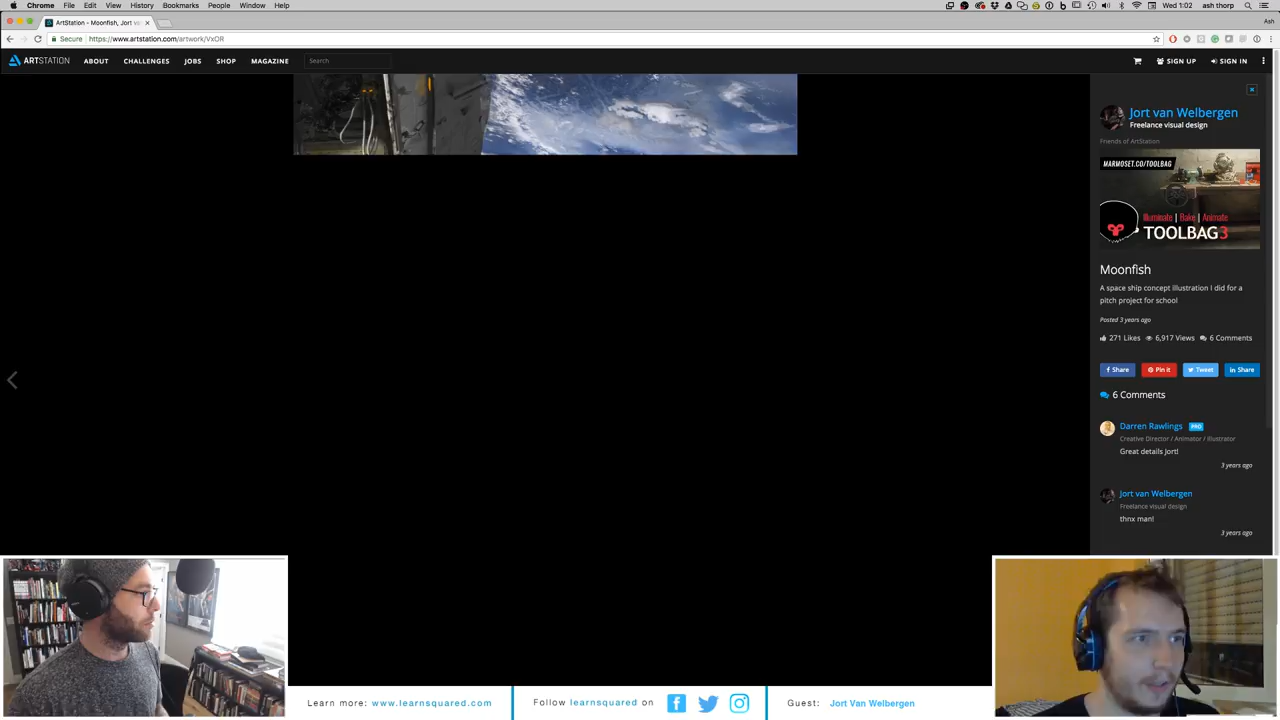 Chrome File Edit View History Bookmarks People Window Help
Wed 1:02 ash thorp
ArtStation - Moonfish, Jort va
Ash
Secure https://www.artstation.com/artwork/VxOR
ARTSTATION ABOUT CHALLENGES JOBS SHOP MAGAZINE Search SIGN UP SIGN IN
Jort van Welbergen
Freelance visual design
Friends of ArtStation
MARMOSET.CO/TOOLBAG
Illuminate | Bake | Animate
TOOLBAG3
Moonfish
A space ship concept illustration I did for a
pitch project for school
Posted 3 years ago
271 Likes 6,917 Views 6 Comments
Share Pin it Tweet Share
6 Comments
Darren Rawlings PRO
Creative Director / Animator / Illustrator
Great details Jort!
3 years ago
Jort van Welbergen
Freelance visual design
thnx man!
3 years ago
Learn more: www.learnsquared.com Follow learnsquared on Guest: Jort Van Welbergen